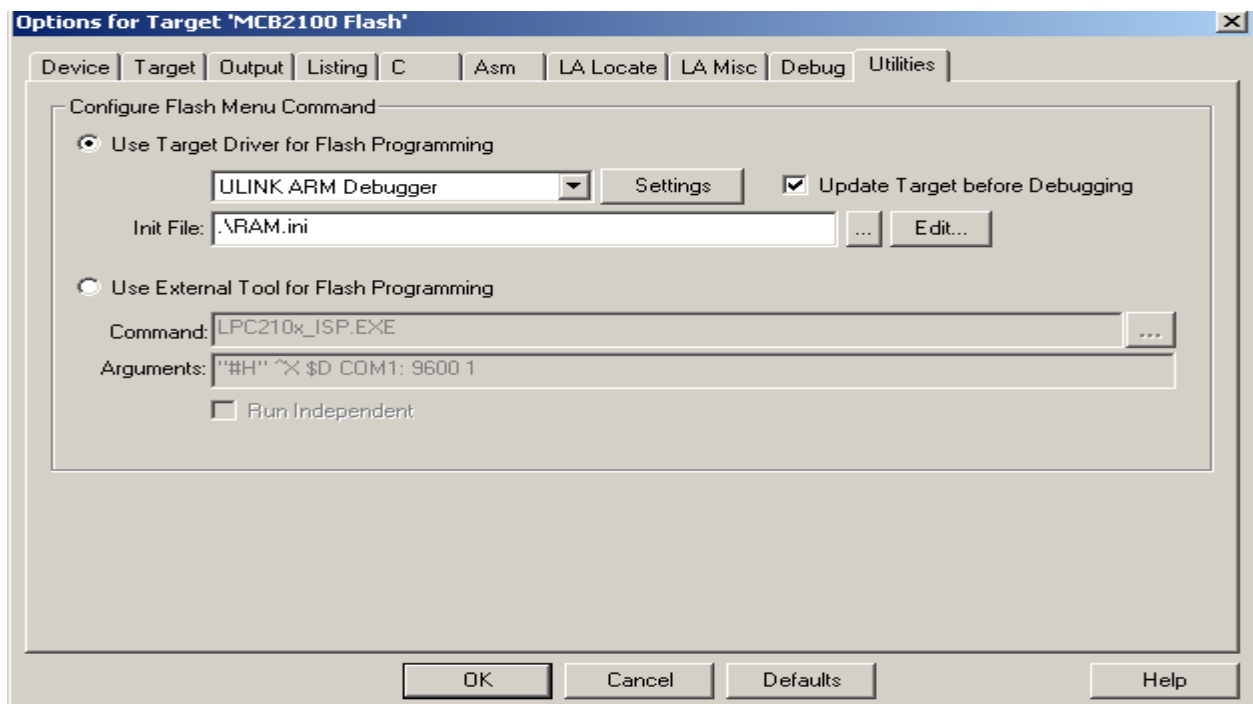 Options for Target 'MCB2100 Flash'
Device Target Output Listing C Asm LA Locate LA Misc Debug Utilities
Configure Flash Menu Command
Use Target Driver for Flash Programming
ULINK ARM Debugger Settings Update Target before Debugging
Init File: .\RAM.ini ... Edit...
Use External Tool for Flash Programming
Command: LPC210x_ISP.EXE ...
Arguments: "#H" ^X $D COM1: 9600 1
Run Independent
OK Cancel Defaults Help